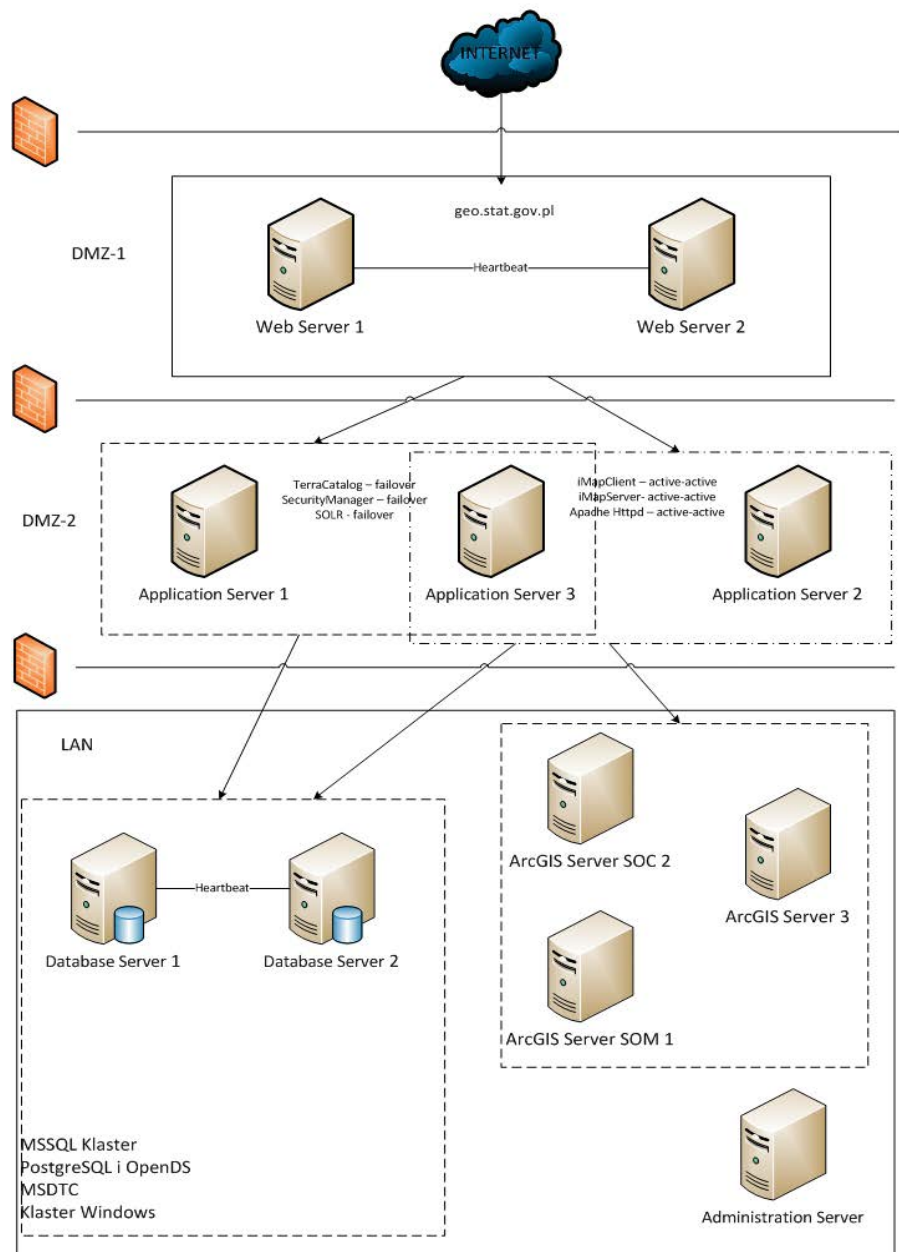 INTERNET
geo.stat.gov.pl
DMZ-1
Heartbeat
Web Server 1
Web Server 2
TerraCatalog – failover
SecurityManager – failover
SOLR - failover
iMapClient – active-active
iMapServer- active-active
Apache Httpd – active-active
DMZ-2
Application Server 1
Application Server 3
Application Server 2
LAN
ArcGIS Server SOC 2
ArcGIS Server 3
Heartbeat
Database Server 1
Database Server 2
ArcGIS Server SOM 1
MSSQL Klaster
PostgreSQL i OpenDS
MSDTC
Klaster Windows
Administration Server